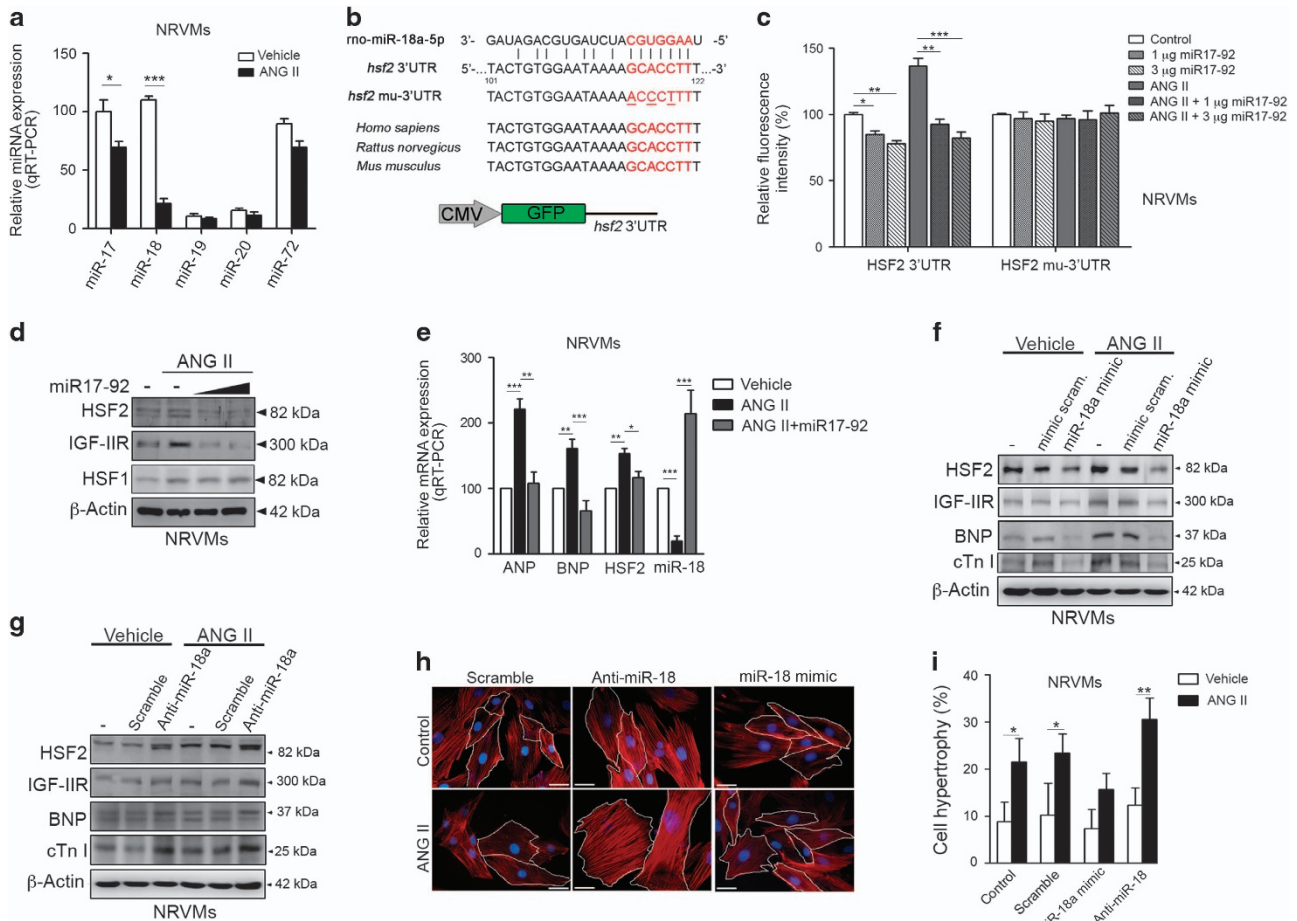 a
NRVMs
Relative miRNA expression
(qRT-PCR)
150
100
50
0
* ***
Vehicle
ANG II
miR-17 miR-18 miR-19 miR-20 miR-72
b
rno-miR-18a-5p 3'- GAUAGACGUGAUCUACGUGGAAU -5'
hsf2 3'UTR 5'-...TACTGTGGAATAAAAGCACCTTT...-3'
101 122
hsf2 mu-3'UTR TACTGTGGAATAAAAACCCTTTT
Homo sapiens TACTGTGGAATAAAAGCACCTTT
Rattus norvegicus TACTGTGGAATAAAAGCACCTTT
Mus musculus TACTGTGGAATAAAAGCACCTTT
CMV GFP hsf2 3'UTR
c
Relative fluorescence
intensity (%)
150
100
50
0
***
**
**
*
Control
1 µg miR17-92
3 µg miR17-92
ANG II
ANG II + 1 µg miR17-92
ANG II + 3 µg miR17-92
NRVMs
HSF2 3'UTR HSF2 mu-3'UTR
d
ANG II
miR17-92 - -
HSF2 82 kDa
IGF-IIR 300 kDa
HSF1 82 kDa
β-Actin 42 kDa
NRVMs
e
NRVMs
Relative mRNA expression
(qRT-PCR)
300
200
100
0
*** ** ** *** ** * *** ***
Vehicle
ANG II
ANG II+miR17-92
ANP BNP HSF2 miR-18
f
Vehicle ANG II
- mimic scram. miR-18a mimic - mimic scram. miR-18a mimic
HSF2 82 kDa
IGF-IIR 300 kDa
BNP 37 kDa
cTn I 25 kDa
β-Actin 42 kDa
NRVMs
g
Vehicle ANG II
- Scramble Anti-miR-18a - Scramble Anti-miR-18a
HSF2 82 kDa
IGF-IIR 300 kDa
BNP 37 kDa
cTn I 25 kDa
β-Actin 42 kDa
NRVMs
h
Scramble Anti-miR-18 miR-18 mimic
Control
ANG II
i
NRVMs
Cell hypertrophy (%)
40
30
20
10
0
* * **
Vehicle
ANG II
Control Scramble iR-18a mimic Anti-miR-18